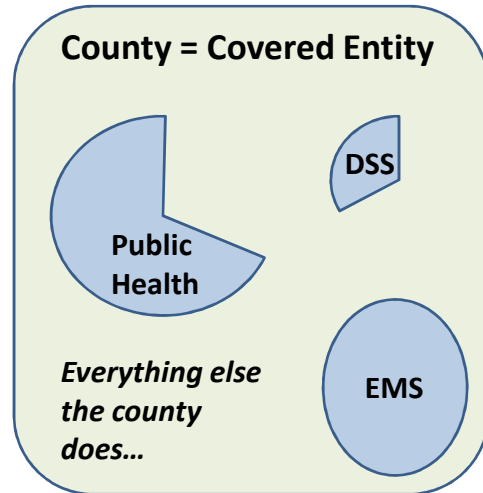 County = Covered Entity
DSS
Public
Health
Everything else
the county
does…
EMS